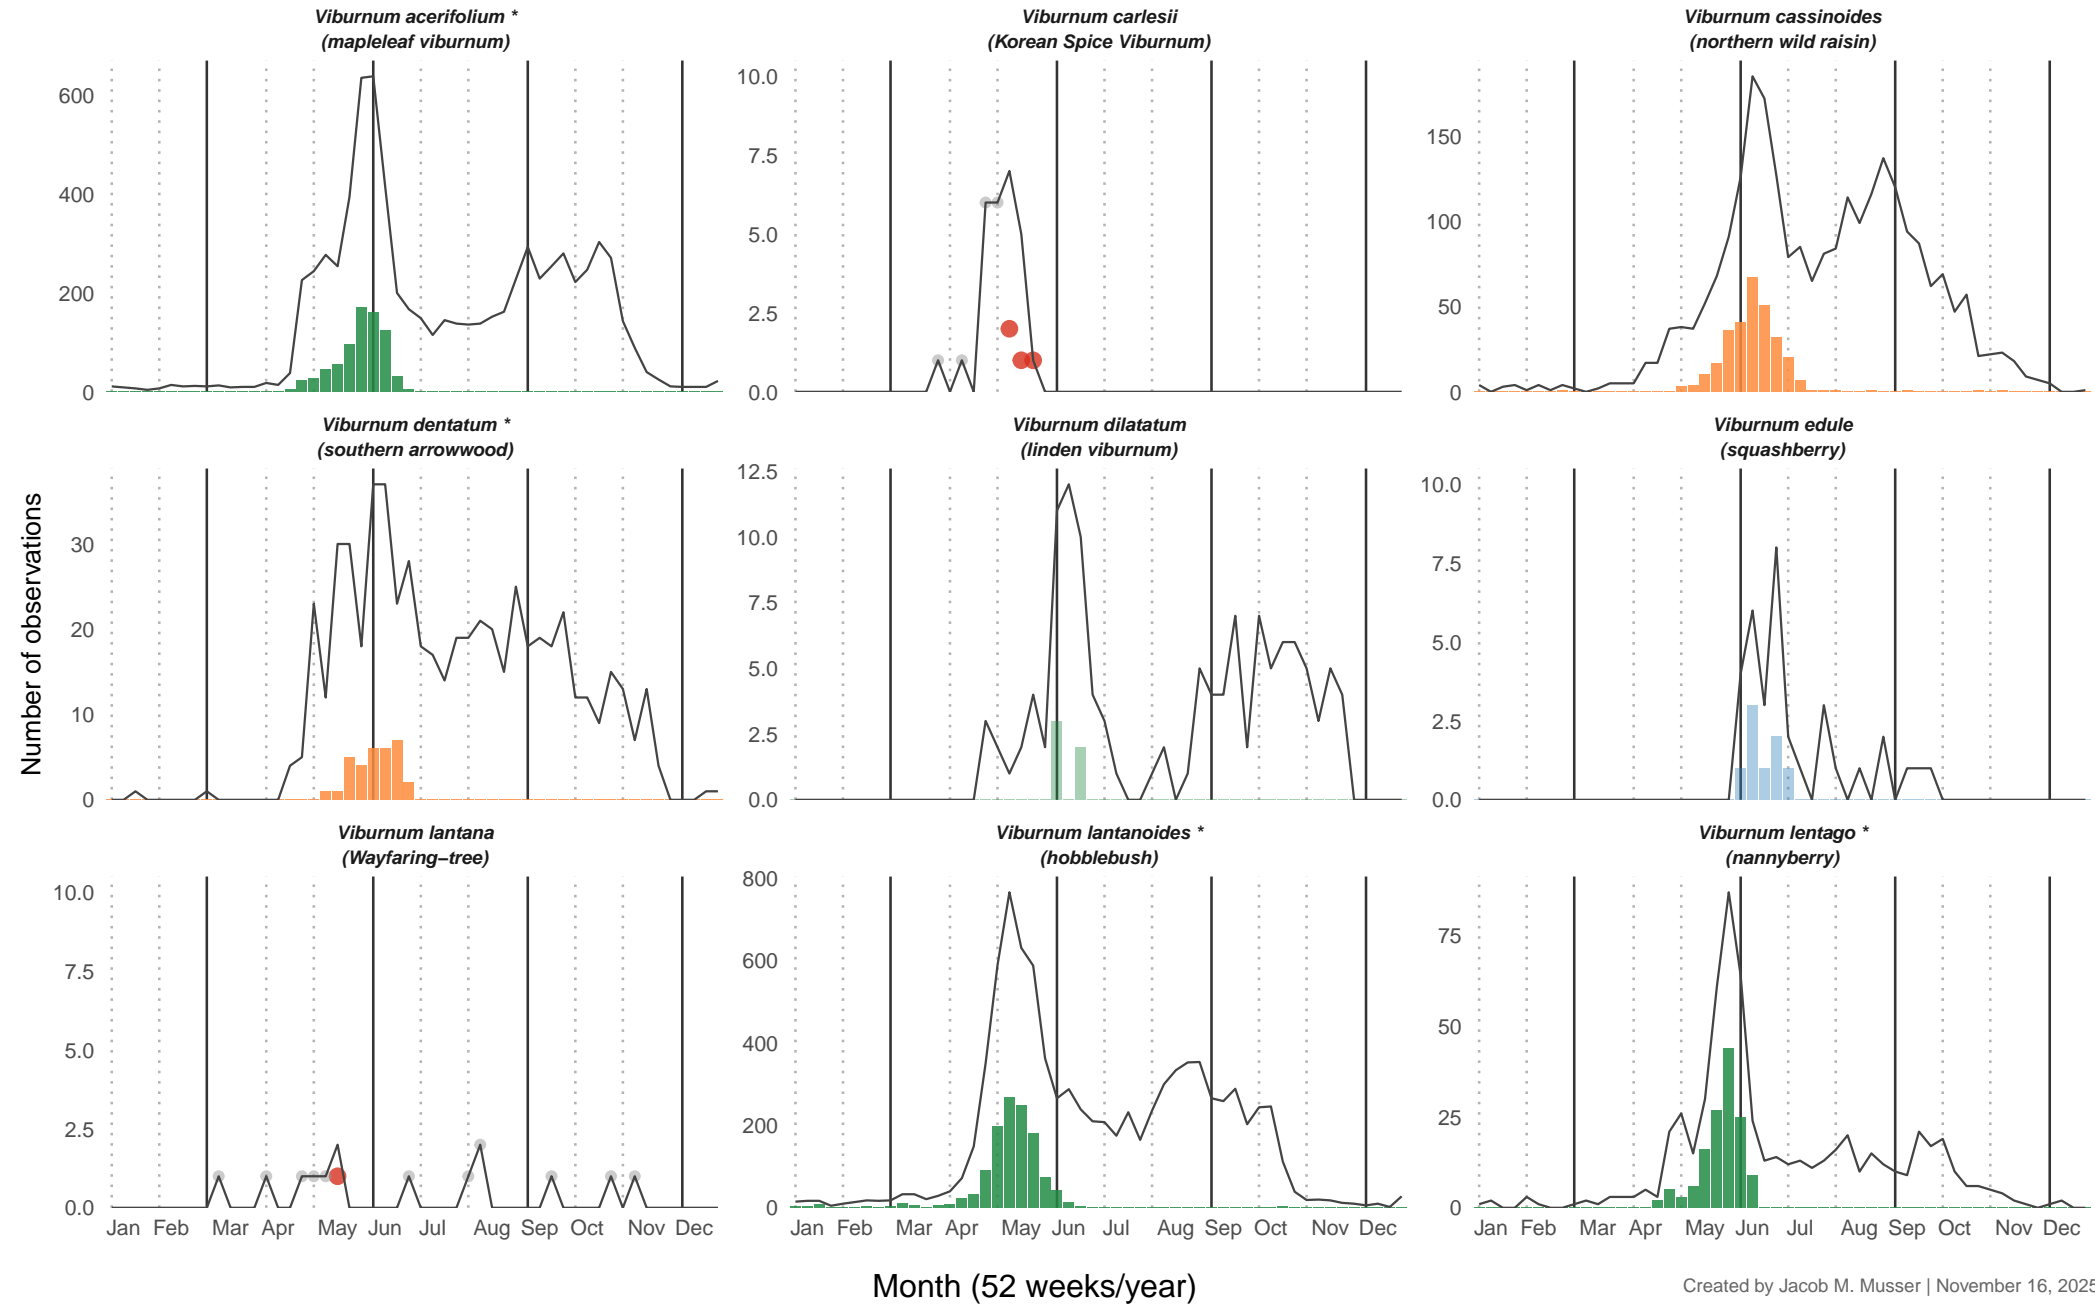 Viburnum acerifolium *
(mapleleaf viburnum)
Viburnum carlesii
(Korean Spice Viburnum)
Viburnum cassinoides
(northern wild raisin)
600
400
200
0
10.0
7.5
5.0
2.5
0.0
150
100
50
0
Viburnum dentatum *
(southern arrowwood)
Viburnum dilatatum
(linden viburnum)
Viburnum edule
(squashberry)
Number of observations
30
20
10
0
12.5
10.0
7.5
5.0
2.5
0.0
10.0
7.5
5.0
2.5
0.0
Viburnum lantana
(Wayfaring–tree)
Viburnum lantanoides *
(hobblebush)
Viburnum lentago *
(nannyberry)
10.0
7.5
5.0
2.5
0.0
800
600
400
200
0
75
50
25
0
Jan Feb Mar Apr May Jun Jul Aug Sep Oct Nov Dec
Jan Feb Mar Apr May Jun Jul Aug Sep Oct Nov Dec
Jan Feb Mar Apr May Jun Jul Aug Sep Oct Nov Dec
Month (52 weeks/year)
Created by Jacob M. Musser | November 16, 2025